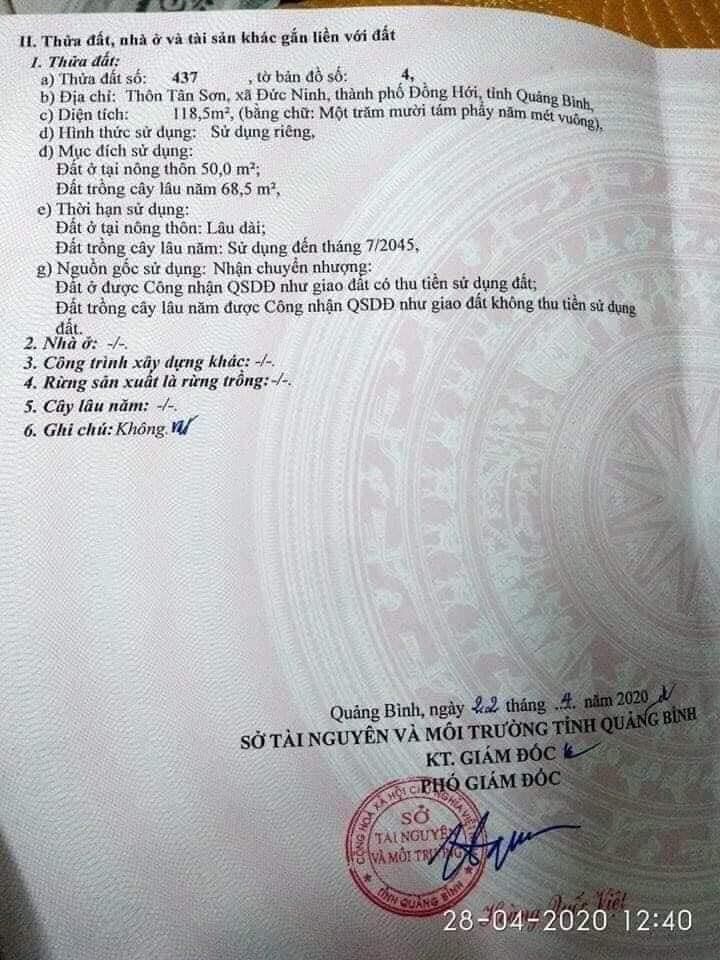 II. Thửa đất, nhà ở và tài sản khác gắn liền với đất
1. Thửa đất:
a) Thửa đất số: 437 , tờ bản đồ số: 4,
b) Địa chỉ: Thôn Tân Sơn, xã Đức Ninh, thành phố Đồng Hới, tỉnh Quảng Bình,
c) Diện tích: 118,5m², (bằng chữ: Một trăm mười tám phẩy năm mét vuông),
d) Hình thức sử dụng: Sử dụng riêng,
đ) Mục đích sử dụng:
Đất ở tại nông thôn 50,0 m²;
Đất trồng cây lâu năm 68,5 m²,
e) Thời hạn sử dụng:
Đất ở tại nông thôn: Lâu dài;
Đất trồng cây lâu năm: Sử dụng đến tháng 7/2045,
g) Nguồn gốc sử dụng: Nhận chuyển nhượng:
Đất ở được Công nhận QSDĐ như giao đất có thu tiền sử dụng đất;
Đất trồng cây lâu năm được Công nhận QSDĐ như giao đất không thu tiền sử dụng
đất.
2. Nhà ở: -/-.
3. Công trình xây dựng khác: -/-.
4. Rừng sản xuất là rừng trồng: -/-.
5. Cây lâu năm: -/-.
6. Ghi chú: Không.
Quảng Bình, ngày 22 tháng 4 năm 2020
SỞ TÀI NGUYÊN VÀ MÔI TRƯỜNG TỈNH QUẢNG BÌNH
KT. GIÁM ĐỐC
PHÓ GIÁM ĐỐC
CỘNG HOÀ XÃ HỘI CHỦ NGHĨA VIỆT
SỞ
TÀI NGUYÊN
VÀ MÔI TRƯỜNG
TỈNH QUẢNG BÌNH
Quốc Việt
28-04-2020 12:40